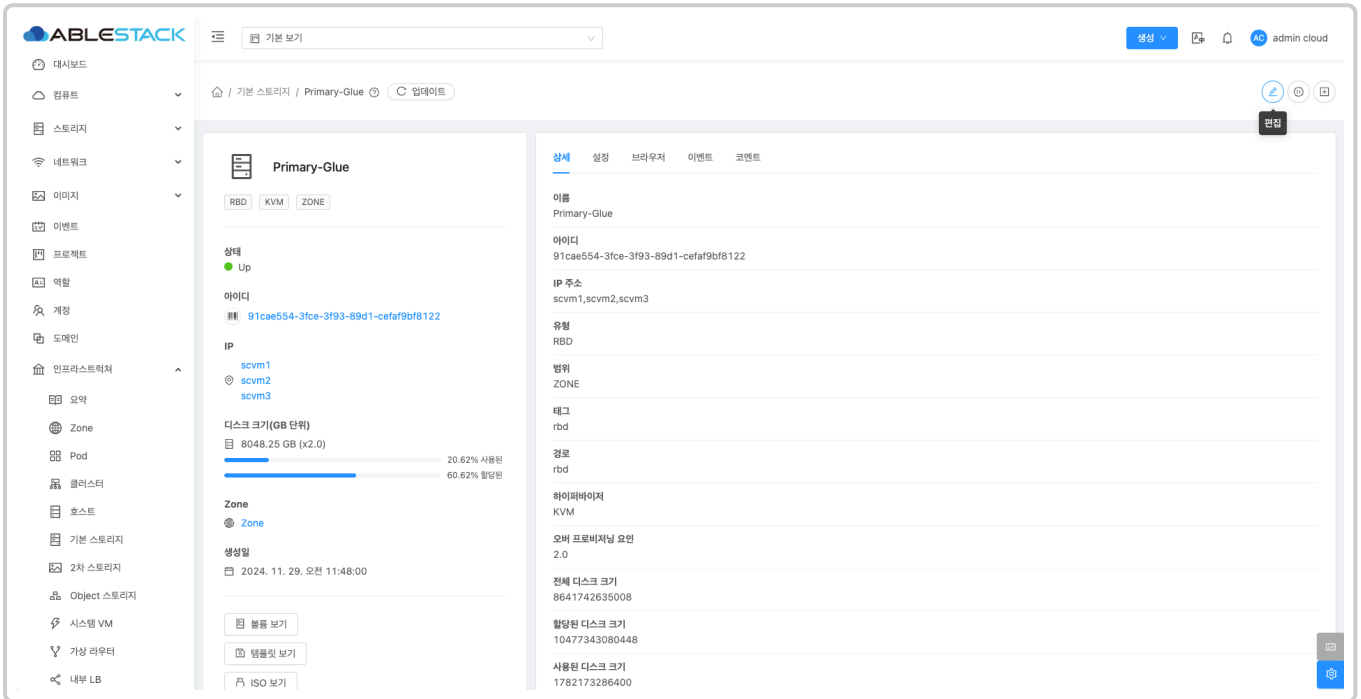 ABLESTACK
기본 보기
생성
AC admin cloud
대시보드
컴퓨트
스토리지
네트워크
이미지
이벤트
프로젝트
역할
계정
도메인
인프라스트럭쳐
요약
Zone
Pod
클러스터
호스트
기본 스토리지
2차 스토리지
Object 스토리지
시스템 VM
가상 라우터
내부 LB
/ 기본 스토리지 / Primary-Glue
업데이트
편집
Primary-Glue
RBD KVM ZONE
상태
Up
아이디
91cae554-3fce-3f93-89d1-cefaf9bf8122
IP
scvm1
scvm2
scvm3
디스크 크기(GB 단위)
8048.25 GB (x2.0)
20.62% 사용된
60.62% 할당된
Zone
Zone
생성일
2024. 11. 29. 오전 11:48:00
볼륨 보기
템플릿 보기
ISO 보기
상세 설정 브라우저 이벤트 코멘트
이름
Primary-Glue
아이디
91cae554-3fce-3f93-89d1-cefaf9bf8122
IP 주소
scvm1,scvm2,scvm3
유형
RBD
범위
ZONE
태그
rbd
경로
rbd
하이퍼바이저
KVM
오버 프로비저닝 요인
2.0
전체 디스크 크기
8641742635008
할당된 디스크 크기
10477343080448
사용된 디스크 크기
1782173286400